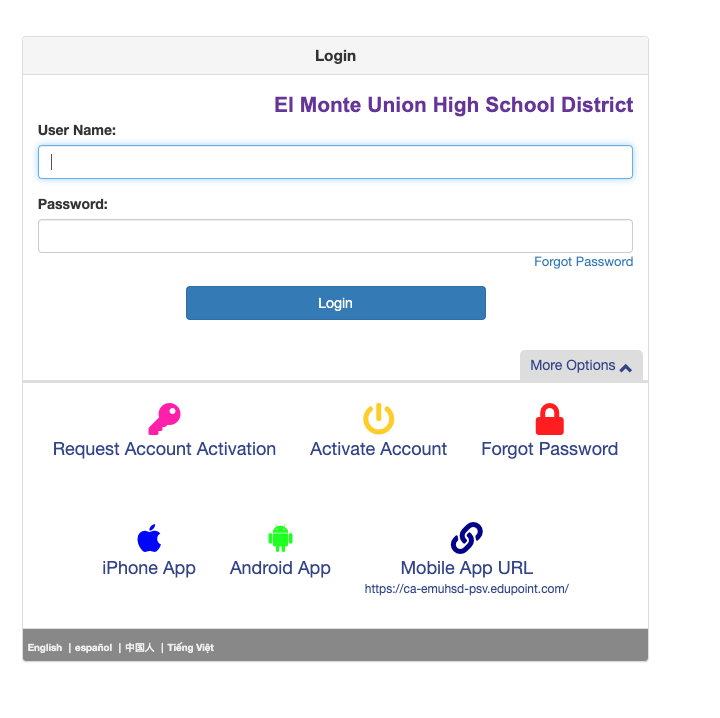 Login
El Monte Union High School District
User Name:
Password:
Forgot Password
Login
More Options
Request Account Activation
Activate Account
Forgot Password
iPhone App
Android App
Mobile App URL
https://ca-emuhsd-psv.edupoint.com/
English | español | 中国人 | Tiếng Việt